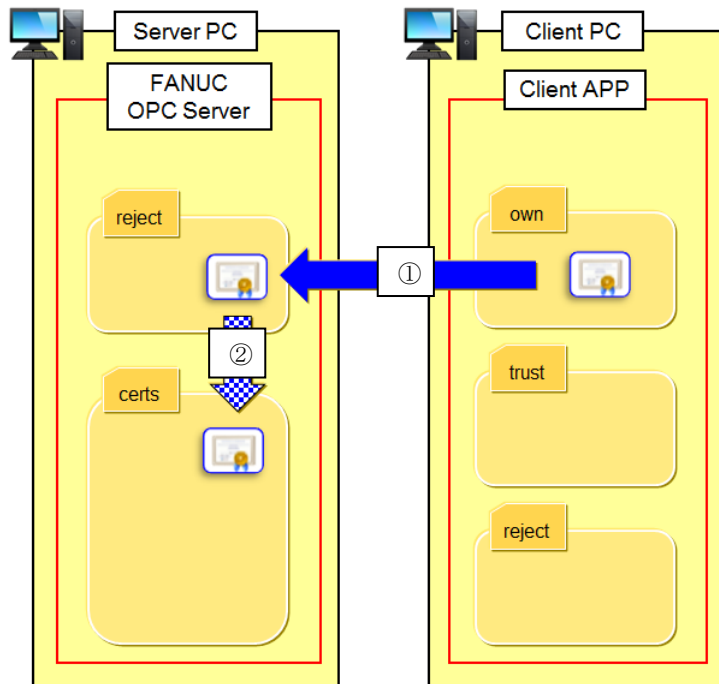 Server PC
FANUC
OPC Server
reject
①
②
certs
Client PC
Client APP
own
trust
reject